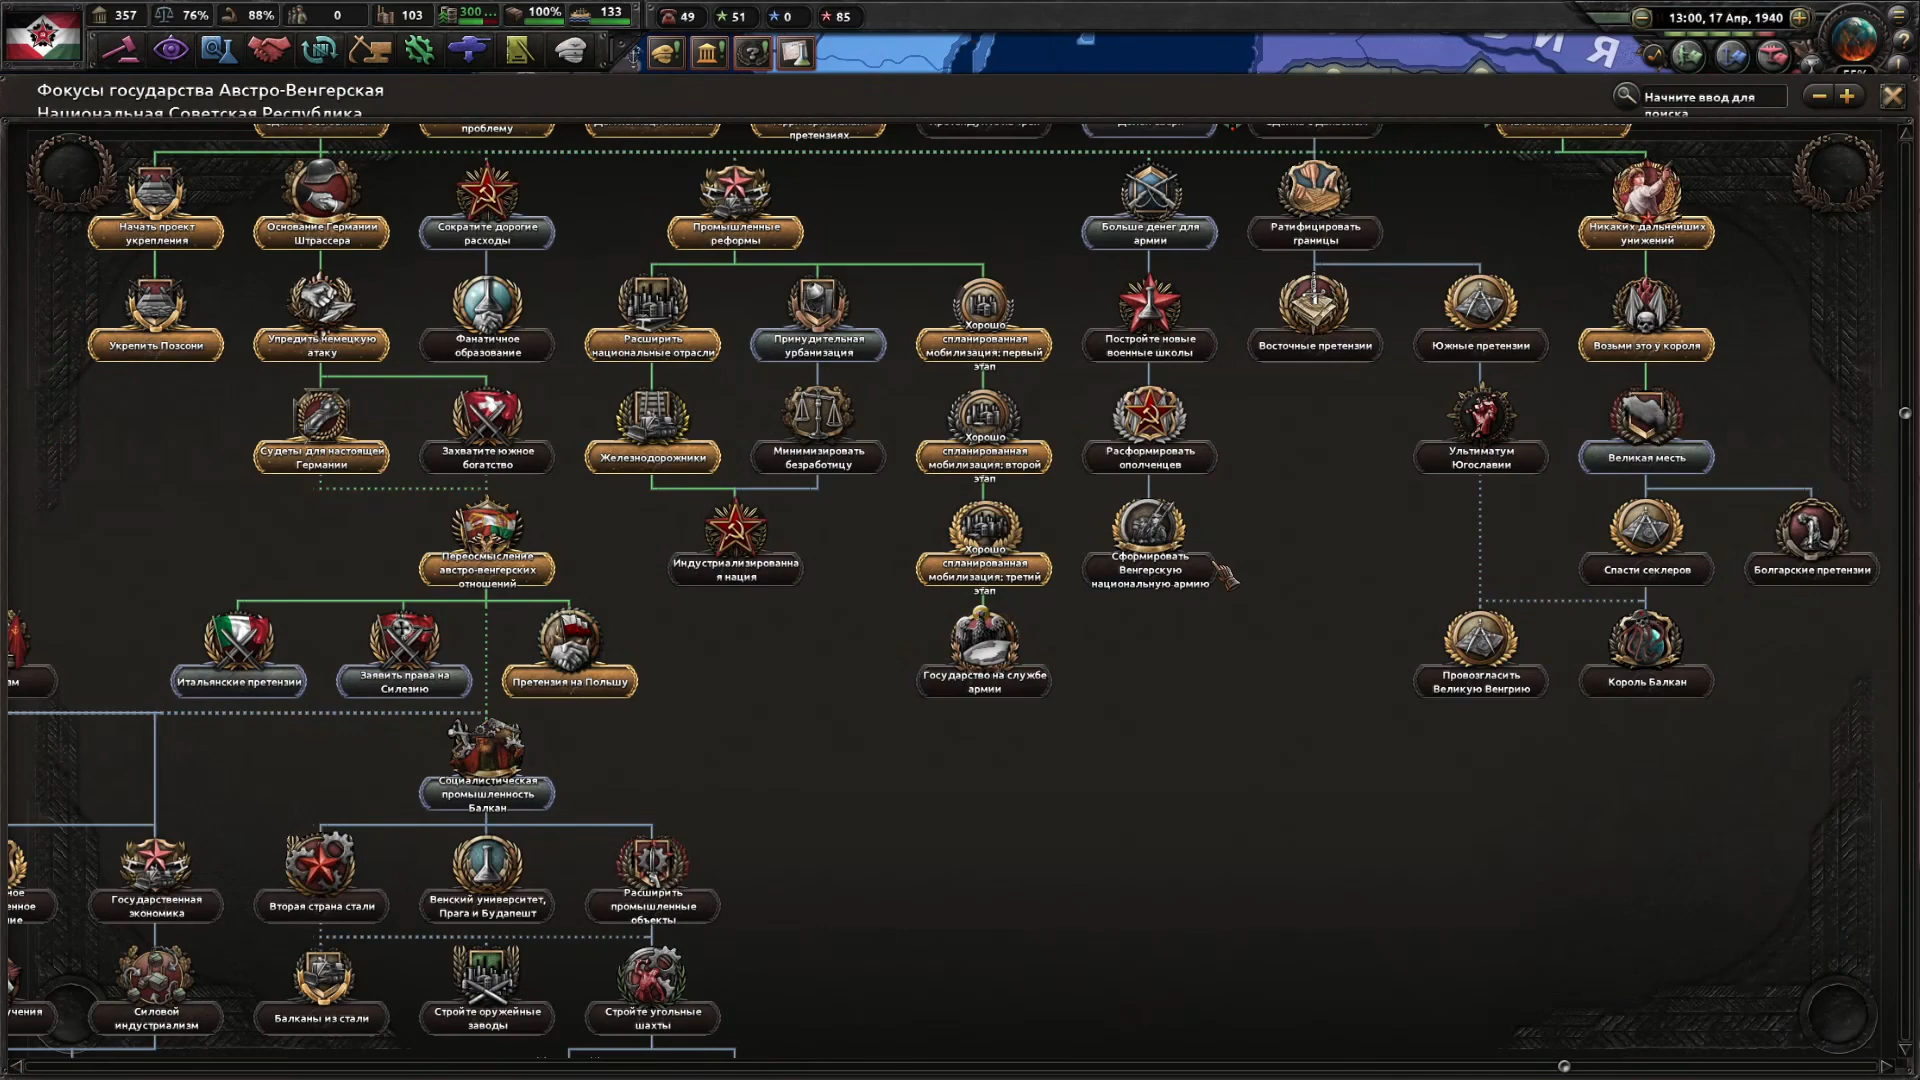 357
76%
88%
0
103
300 ...
100%
133
49
51
0
85
13:00, 17 Апр, 1940
Фокусы государства Австро-Венгерская
Национальная Советская Республика
Начните ввод для
поиска
проблему
претензиях
Начать проект
укрепления
Основание Германии
Штрассера
Сократите дорогие
расходы
Промышленные
реформы
Больше денег для
армии
Ратифицировать
границы
Никаких дальнейших
унижений
Укрепить Позсони
Упредить немецкую
атаку
Фанатичное
образование
Расширить
национальные отрасли
Принудительная
урбанизация
Хорошо
спланированная
мобилизация: первый
этап
Постройте новые
военные школы
Восточные претензии
Южные претензии
Возьми это у короля
Судеты для настоящей
Германии
Захватите южное
богатство
Железнодорожники
Минимизировать
безработицу
Хорошо
спланированная
мобилизация: второй
этап
Расформировать
ополченцев
Ультиматум
Югославии
Великая месть
Переосмысление
австро-венгерских
отношений
Индустриализированна
я нация
Хорошо
спланированная
мобилизация: третий
этап
Сформировать
Венгерскую
национальную армию
Спасти секлеров
Болгарские претензии
зм
Итальянские претензии
Заявить права на
Силезию
Претензия на Польшу
Государство на службе
армии
Провозгласить
Великую Венгрию
Король Балкан
Социалистическая
промышленность
Балкан
ное
енное
ие
Государственная
экономика
Вторая страна стали
Венский университет,
Прага и Будапешт
Расширить
промышленные
объекты
учения
Силовой
индустриализм
Балканы из стали
Стройте оружейные
заводы
Стройте угольные
шахты